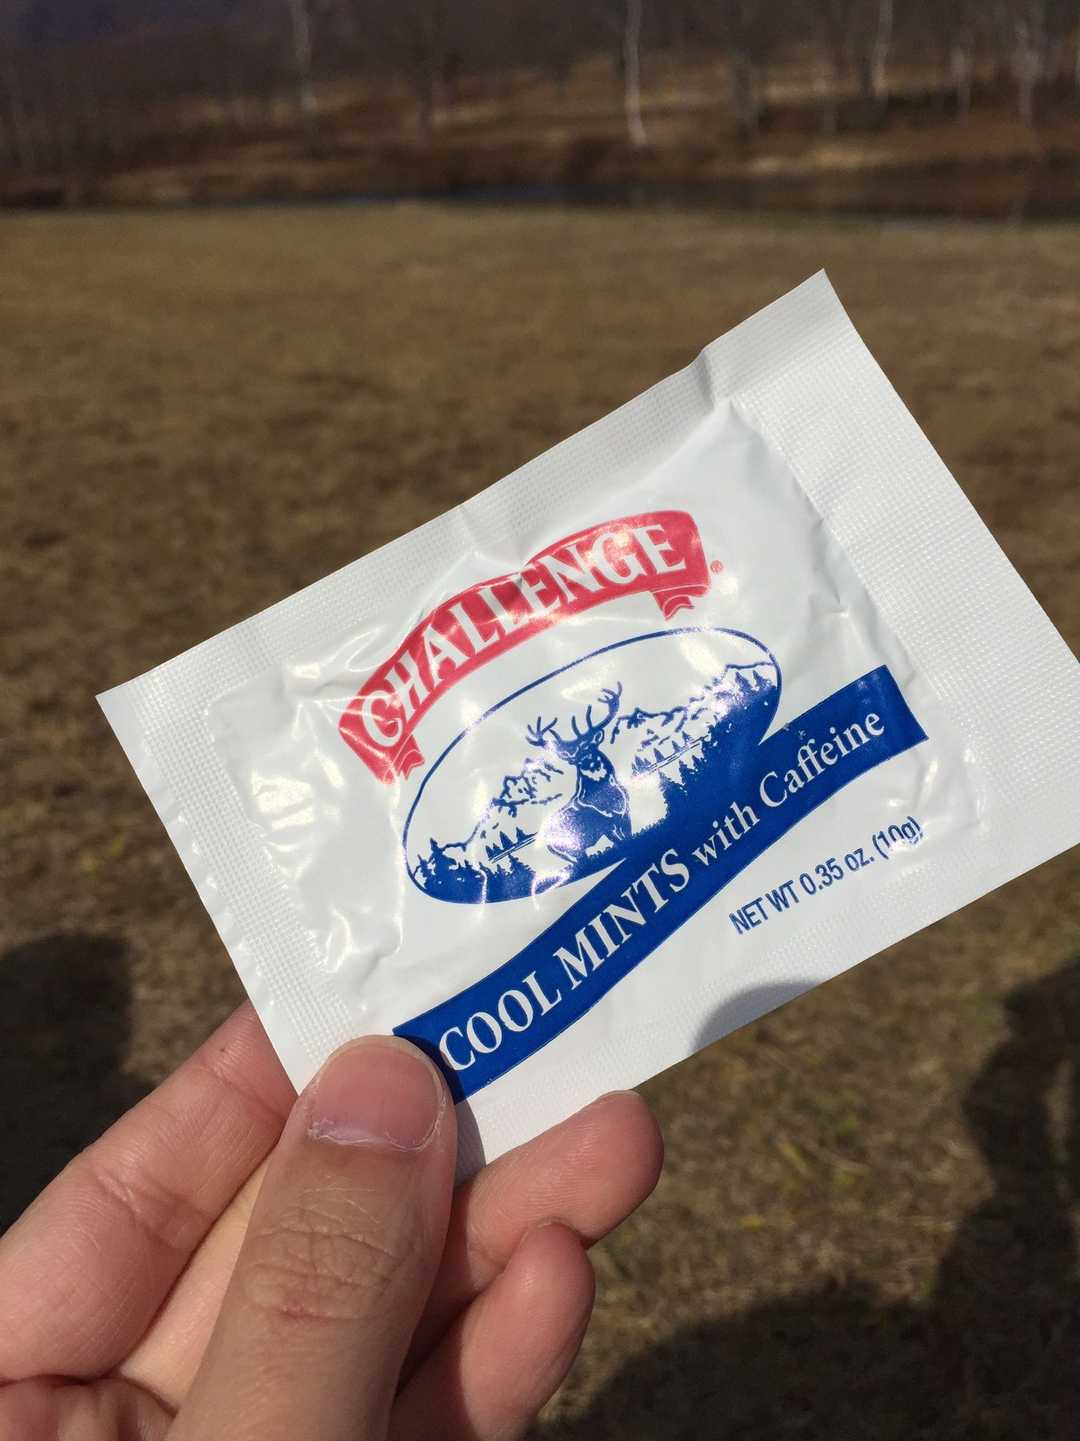 CHALLENGE®
COOL MINTS with Caffeine
NET WT 0.35 oz. (10g)